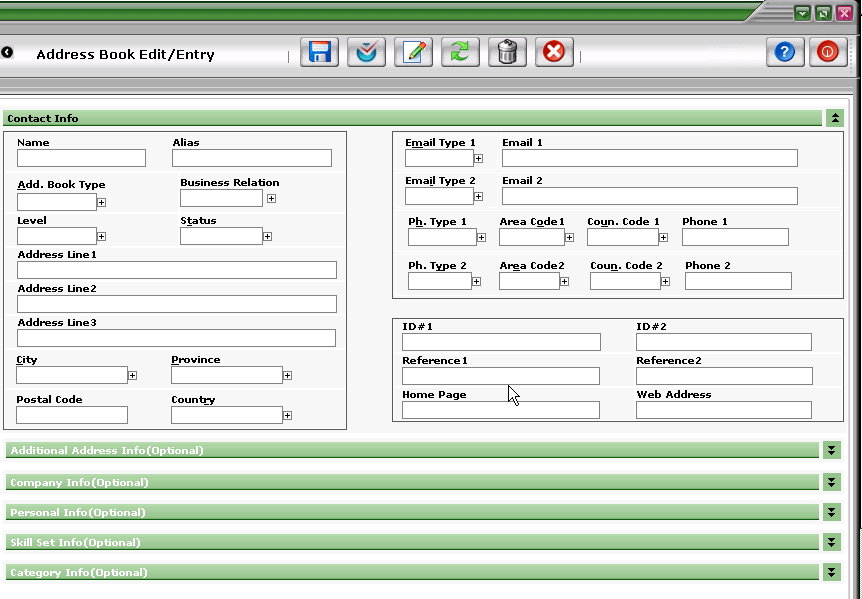 Address Book Edit/Entry
Contact Info
Name Alias
Add. Book Type Business Relation
Level Status
Address Line1
Address Line2
Address Line3
City Province
Postal Code Country
Email Type 1 Email 1
Email Type 2 Email 2
Ph. Type 1 Area Code1 Coun. Code 1 Phone 1
Ph. Type 2 Area Code2 Coun. Code 2 Phone 2
ID#1 ID#2
Reference1 Reference2
Home Page Web Address
Additional Address Info(Optional)
Company Info(Optional)
Personal Info(Optional)
Skill Set Info(Optional)
Category Info(Optional)